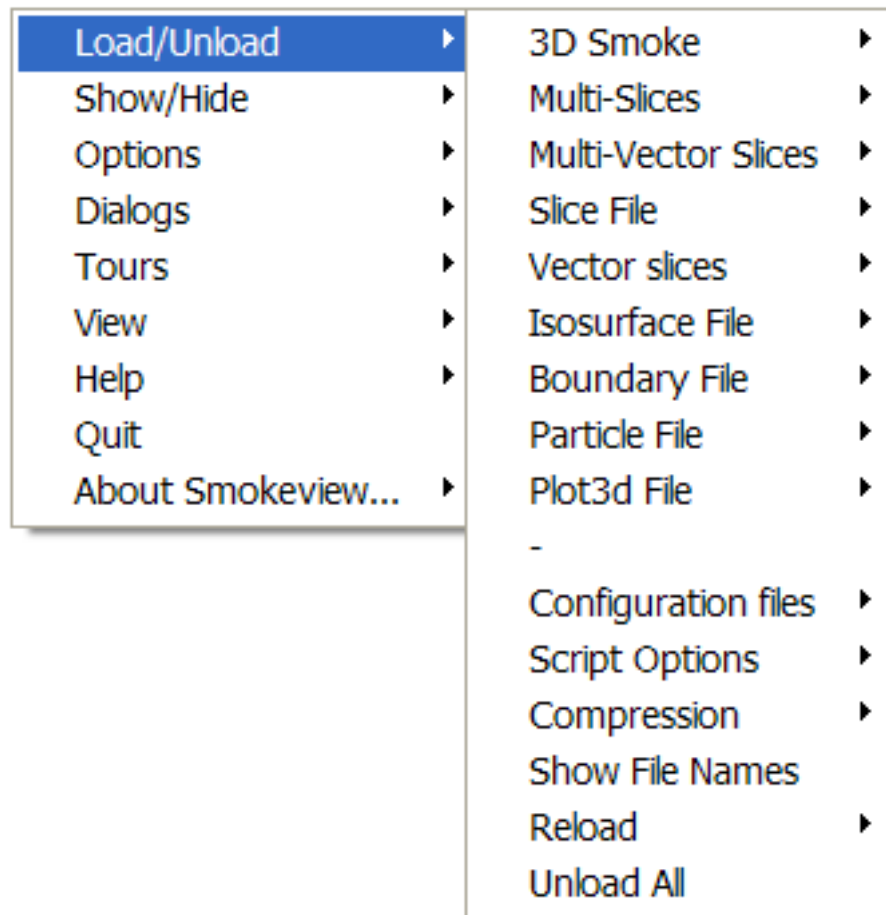 Load/Unload
Show/Hide
Options
Dialogs
Tours
View
Help
Quit
About Smokeview...
3D Smoke
Multi-Slices
Multi-Vector Slices
Slice File
Vector slices
Isosurface File
Boundary File
Particle File
Plot3d File
-
Configuration files
Script Options
Compression
Show File Names
Reload
Unload All